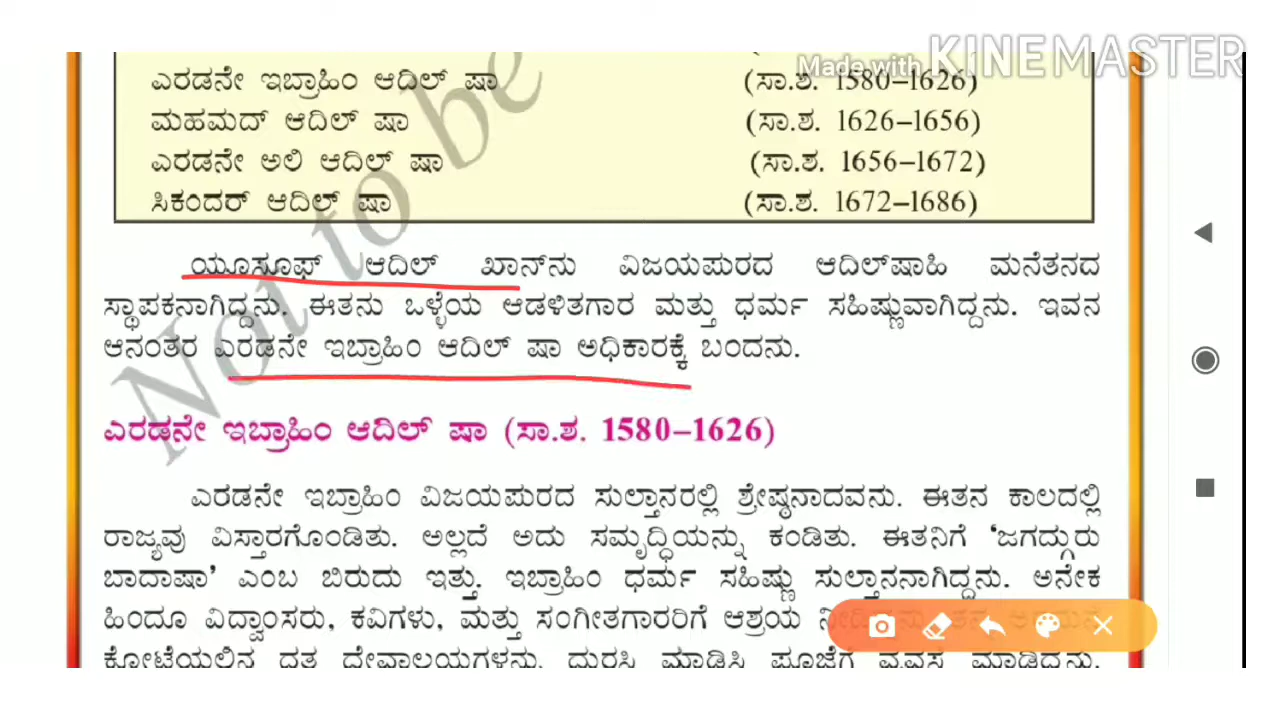 Made with KINEMASTER
ಎರಡನೇ ಇಬ್ರಾಹಿಂ ಆದಿಲ್ ಷಾ (ಸಾ.ಶ. 1580–1626)
ಮಹಮದ್ ಆದಿಲ್ ಷಾ (ಸಾ.ಶ. 1626–1656)
ಎರಡನೇ ಅಲಿ ಆದಿಲ್ ಷಾ (ಸಾ.ಶ. 1656–1672)
ಸಿಕಂದರ್ ಆದಿಲ್ ಷಾ (ಸಾ.ಶ. 1672–1686)
Not to be
ಯೂಸೂಫ್ ಆದಿಲ್ ಖಾನ್‌ನು ವಿಜಯಪುರದ ಆದಿಲ್‌ಷಾಹಿ ಮನೆತನದ
ಸ್ಥಾಪಕನಾಗಿದ್ದನು. ಈತನು ಒಳ್ಳೆಯ ಆಡಳಿತಗಾರ ಮತ್ತು ಧರ್ಮ ಸಹಿಷ್ಣುವಾಗಿದ್ದನು. ಇವನ
ಆನಂತರ ಎರಡನೇ ಇಬ್ರಾಹಿಂ ಆದಿಲ್ ಷಾ ಅಧಿಕಾರಕ್ಕೆ ಬಂದನು.
ಎರಡನೇ ಇಬ್ರಾಹಿಂ ಆದಿಲ್ ಷಾ (ಸಾ.ಶ. 1580–1626)
ಎರಡನೇ ಇಬ್ರಾಹಿಂ ವಿಜಯಪುರದ ಸುಲ್ತಾನರಲ್ಲಿ ಶ್ರೇಷ್ಠನಾದವನು. ಈತನ ಕಾಲದಲ್ಲಿ
ರಾಜ್ಯವು ವಿಸ್ತಾರಗೊಂಡಿತು. ಅಲ್ಲದೆ ಅದು ಸಮೃದ್ಧಿಯನ್ನು ಕಂಡಿತು. ಈತನಿಗೆ ‘ಜಗದ್ಗುರು
ಬಾದಾಷಾ’ ಎಂಬ ಬಿರುದು ಇತ್ತು. ಇಬ್ರಾಹಿಂ ಧರ್ಮ ಸಹಿಷ್ಣು ಸುಲ್ತಾನನಾಗಿದ್ದನು. ಅನೇಕ
ಹಿಂದೂ ವಿದ್ವಾಂಸರು, ಕವಿಗಳು, ಮತ್ತು ಸಂಗೀತಗಾರರಿಗೆ ಆಶ್ರಯ